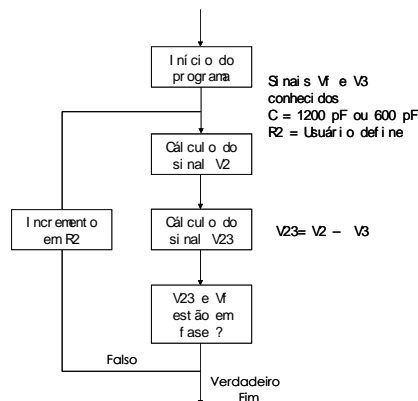 Início do
programa
Sinais Vf e V3
conhecidos
C = 1200 pF ou 600 pF
R2 = Usuário define
Cálculo do
sinal V2
Incremento
em R2
Cálculo do
sinal V23
V23= V2 – V3
V23 e Vf
estão em
fase ?
Falso
Verdadeiro
Fim